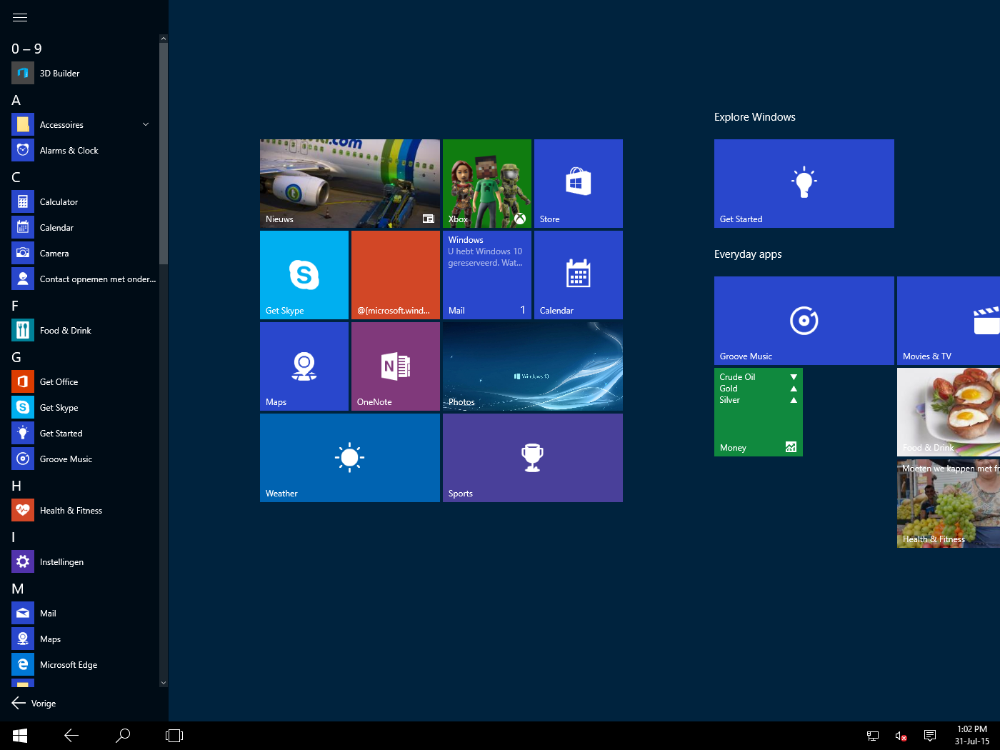 0 – 9
3D Builder
A
Accessoires
Alarms & Clock
C
Calculator
Calendar
Camera
Contact opnemen met onder...
F
Food & Drink
G
Get Office
Get Skype
Get Started
Groove Music
H
Health & Fitness
I
Instellingen
M
Mail
Maps
Microsoft Edge
Vorige
.com
Nieuws
Xbox
Store
Get Skype
@{microsoft.wind...
Windows
U hebt Windows 10
gereserveerd. Wat...
Mail 1
Calendar
Maps
OneNote
Windows 10
Photos
Weather
Sports
Explore Windows
Get Started
Everyday apps
Groove Music
Movies & TV
Crude Oil ▼
Gold ▲
Silver ▲
Money
Food & Drink
Moeten we kappen met fr
Health & Fitness
1:02 PM
31-Jul-15